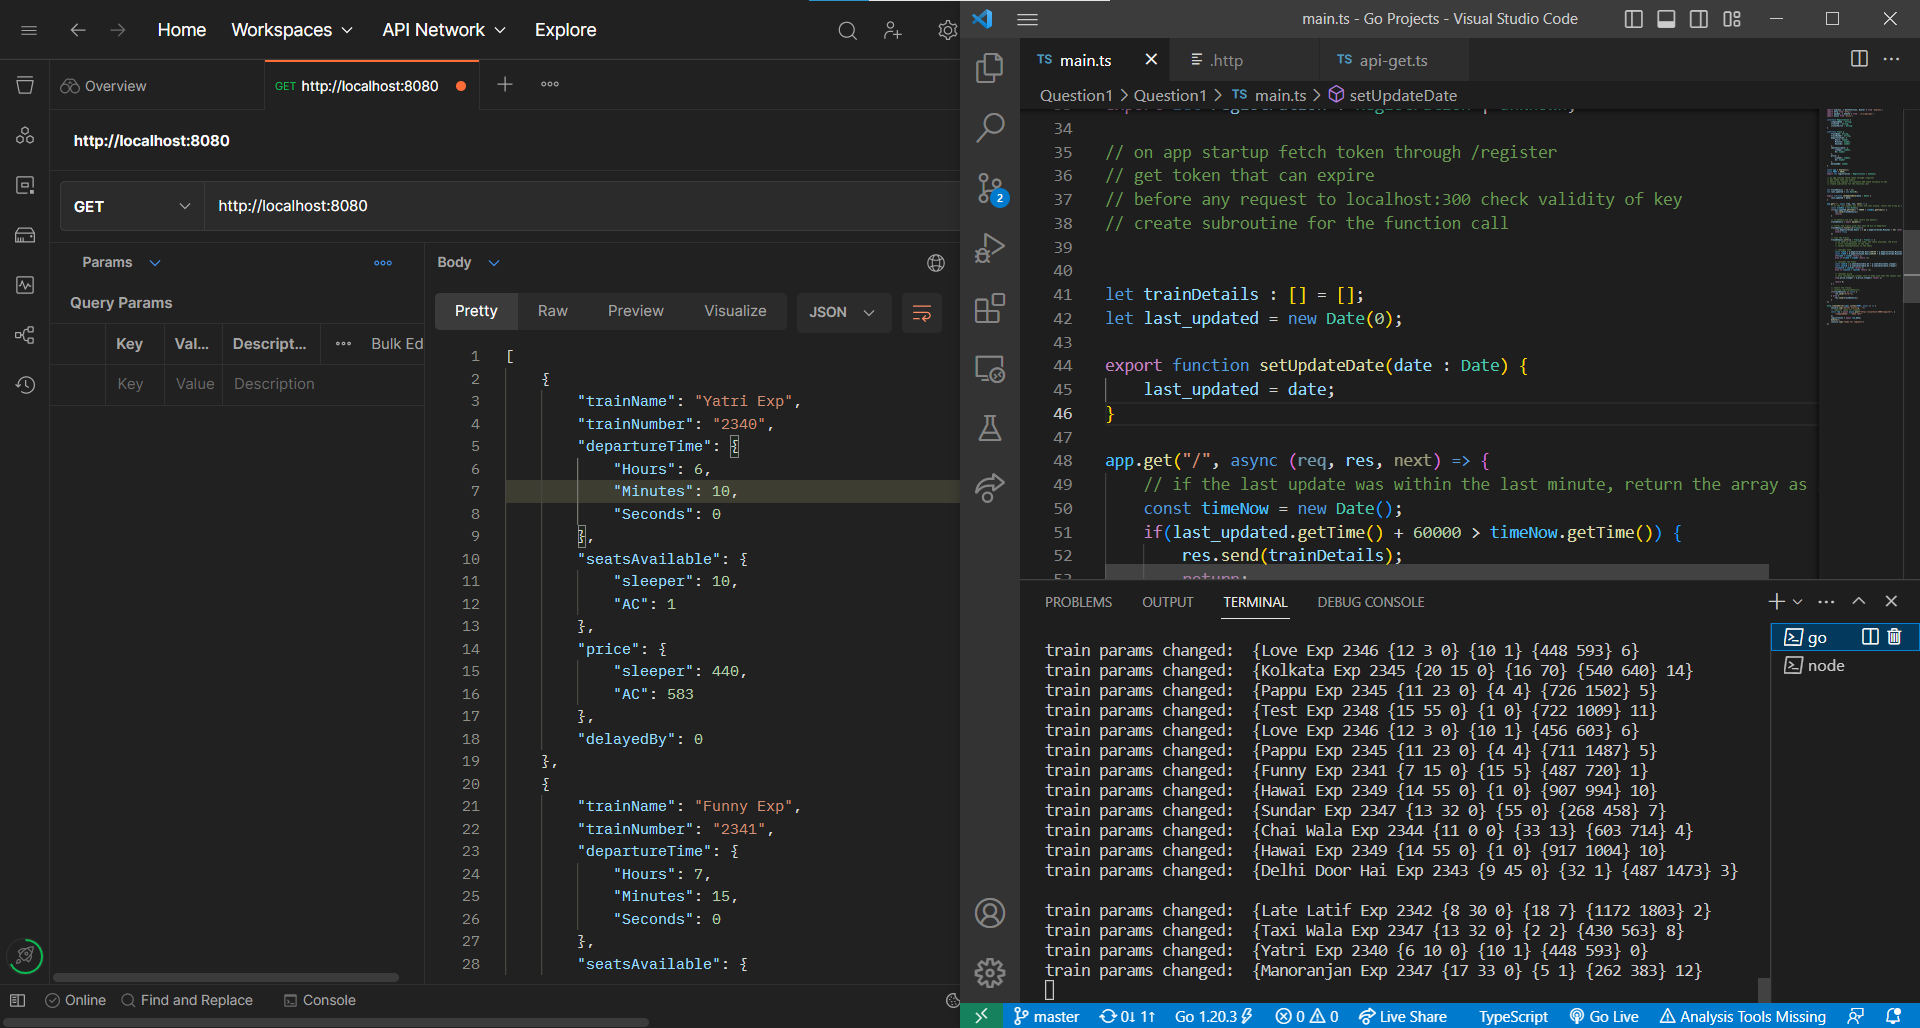 Home Workspaces API Network Explore
Overview
GET http://localhost:8080
http://localhost:8080
GET http://localhost:8080
Params
Query Params
Key Val... Descript... Bulk Ed
Key Value Description
Body
Pretty Raw Preview Visualize JSON
1 [
2 {
3 "trainName": "Yatri Exp",
4 "trainNumber": "2340",
5 "departureTime": {
6 "Hours": 6,
7 "Minutes": 10,
8 "Seconds": 0
9 },
10 "seatsAvailable": {
11 "sleeper": 10,
12 "AC": 1
13 },
14 "price": {
15 "sleeper": 440,
16 "AC": 583
17 },
18 "delayedBy": 0
19 },
20 {
21 "trainName": "Funny Exp",
22 "trainNumber": "2341",
23 "departureTime": {
24 "Hours": 7,
25 "Minutes": 15,
26 "Seconds": 0
27 },
28 "seatsAvailable": {
Online Find and Replace Console
main.ts - Go Projects - Visual Studio Code
TS main.ts .http TS api-get.ts
Question1 > Question1 > TS main.ts > setUpdateDate
2
34
35 // on app startup fetch token through /register
36 // get token that can expire
37 // before any request to localhost:300 check validity of key
38 // create subroutine for the function call
39
40
41 let trainDetails : [] = [];
42 let last_updated = new Date(0);
43
44 export function setUpdateDate(date : Date) {
45 last_updated = date;
46 }
47
48 app.get("/", async (req, res, next) => {
49 // if the last update was within the last minute, return the array as
50 const timeNow = new Date();
51 if(last_updated.getTime() + 60000 > timeNow.getTime()) {
52 res.send(trainDetails);
PROBLEMS OUTPUT TERMINAL DEBUG CONSOLE
go
node
train params changed: {Love Exp 2346 {12 3 0} {10 1} {448 593} 6}
train params changed: {Kolkata Exp 2345 {20 15 0} {16 70} {540 640} 14}
train params changed: {Pappu Exp 2345 {11 23 0} {4 4} {726 1502} 5}
train params changed: {Test Exp 2348 {15 55 0} {1 0} {722 1009} 11}
train params changed: {Love Exp 2346 {12 3 0} {10 1} {456 603} 6}
train params changed: {Pappu Exp 2345 {11 23 0} {4 4} {711 1487} 5}
train params changed: {Funny Exp 2341 {7 15 0} {15 5} {487 720} 1}
train params changed: {Hawai Exp 2349 {14 55 0} {1 0} {907 994} 10}
train params changed: {Sundar Exp 2347 {13 32 0} {55 0} {268 458} 7}
train params changed: {Chai Wala Exp 2344 {11 0 0} {33 13} {603 714} 4}
train params changed: {Hawai Exp 2349 {14 55 0} {1 0} {917 1004} 10}
train params changed: {Delhi Door Hai Exp 2343 {9 45 0} {32 1} {487 1473} 3}
train params changed: {Late Latif Exp 2342 {8 30 0} {18 7} {1172 1803} 2}
train params changed: {Taxi Wala Exp 2347 {13 32 0} {2 2} {430 563} 8}
train params changed: {Yatri Exp 2340 {6 10 0} {10 1} {448 593} 0}
train params changed: {Manoranjan Exp 2347 {17 33 0} {5 1} {262 383} 12}
master 0↓ 1↑ Go 1.20.3 0 0 Live Share TypeScript Go Live Analysis Tools Missing